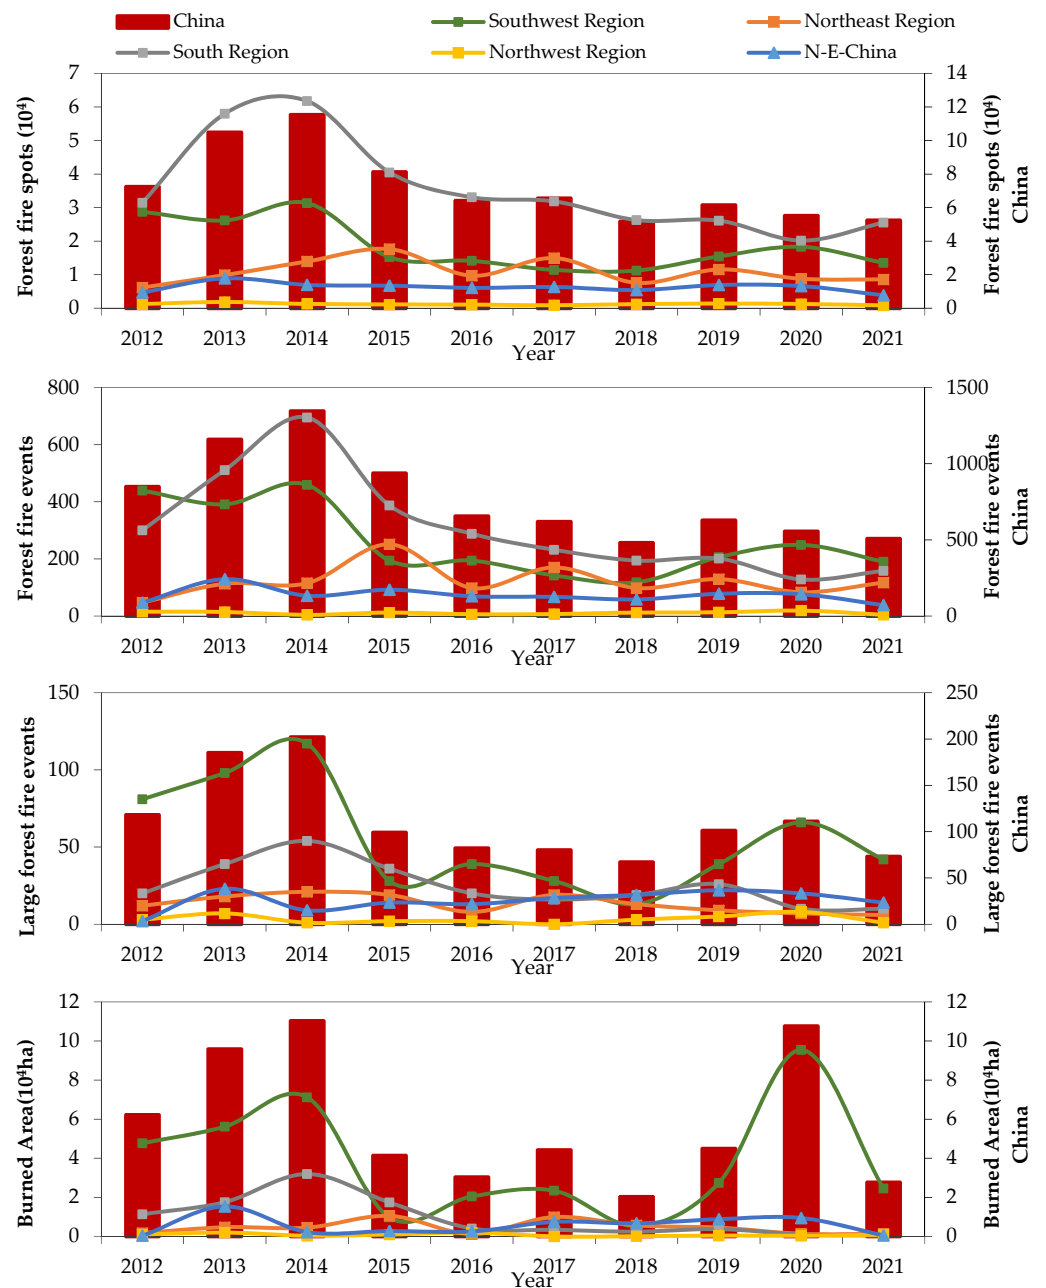 China Southwest Region Northeast Region
South Region Northwest Region N-E-China
Forest fire spots (10⁴)
7
6
5
4
3
2
1
0
14
12
10
8
6
4
2
0
Forest fire spots (10⁴)
China
2012 2013 2014 2015 2016 2017 2018 2019 2020 2021
Year
Forest fire events
800
600
400
200
0
1500
1000
500
0
Forest fire events
China
2012 2013 2014 2015 2016 2017 2018 2019 2020 2021
Year
Large forest fire events
150
100
50
0
250
200
150
100
50
0
Large forest fire events
China
2012 2013 2014 2015 2016 2017 2018 2019 2020 2021
Year
Burned Area(10⁴ha)
12
10
8
6
4
2
0
12
10
8
6
4
2
0
Burned Area(10⁴ha)
China
2012 2013 2014 2015 2016 2017 2018 2019 2020 2021
Year